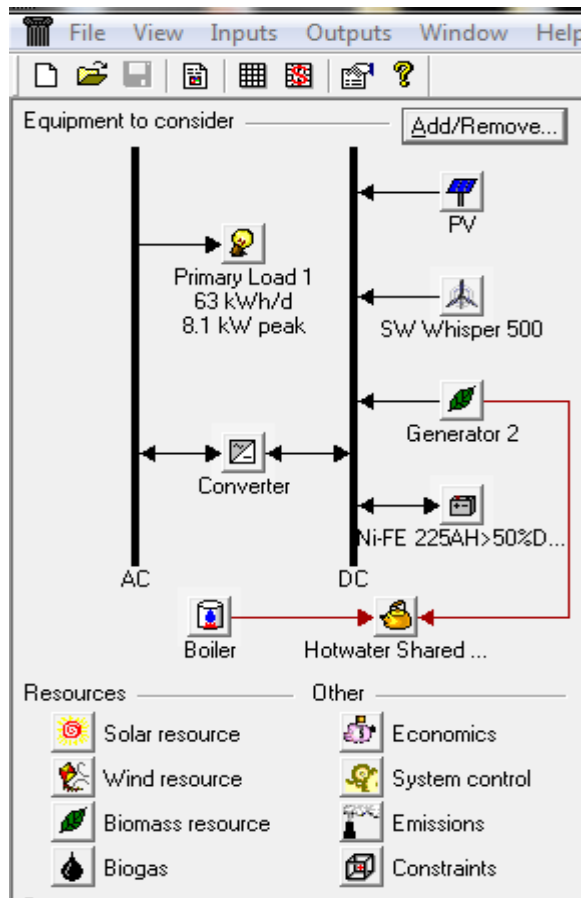 File View Inputs Outputs Window Help
Equipment to consider
Add/Remove...
PV
Primary Load 1
63 kWh/d
8.1 kW peak
SW Whisper 500
Generator 2
Converter
Ni-FE 225AH>50%D...
AC
DC
Boiler
Hotwater Shared ...
Resources
Other
Solar resource
Economics
Wind resource
System control
Biomass resource
Emissions
Biogas
Constraints